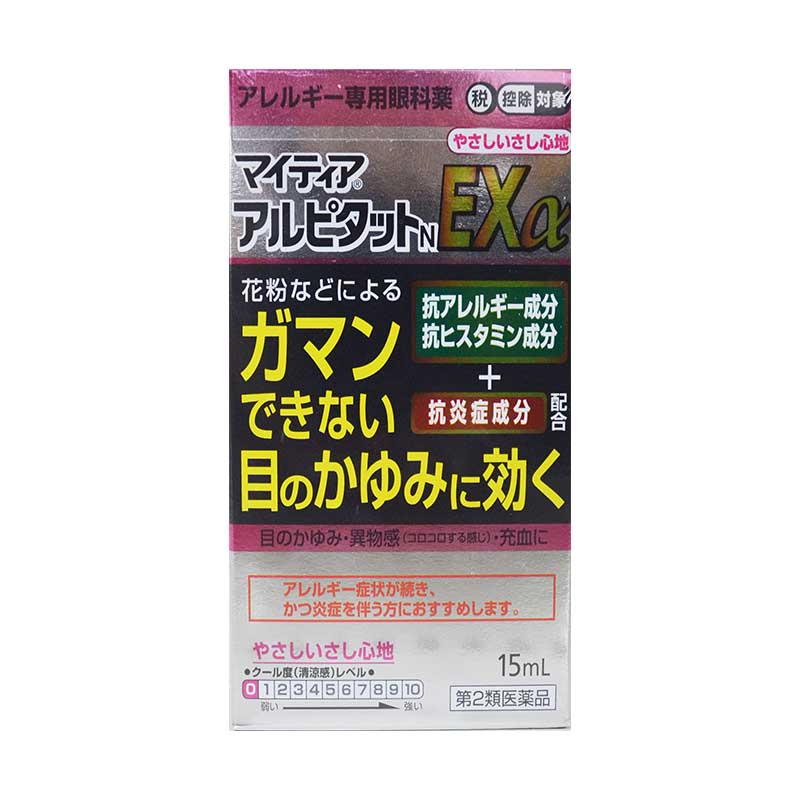 アレルギー専用眼科薬 税 控除対象
やさしいさし心地
マイティア®
アルピタットN EXα
花粉などによる
ガマン
できない
目のかゆみに効く
抗アレルギー成分
抗ヒスタミン成分
+
抗炎症成分 配合
目のかゆみ・異物感(コロコロする感じ)・充血に
アレルギー症状が続き、
かつ炎症を伴う方におすすめします。
やさしいさし心地
●クール度(清涼感)レベル●
0 1 2 3 4 5 6 7 8 9 10
弱い 強い
15mL
第2類医薬品